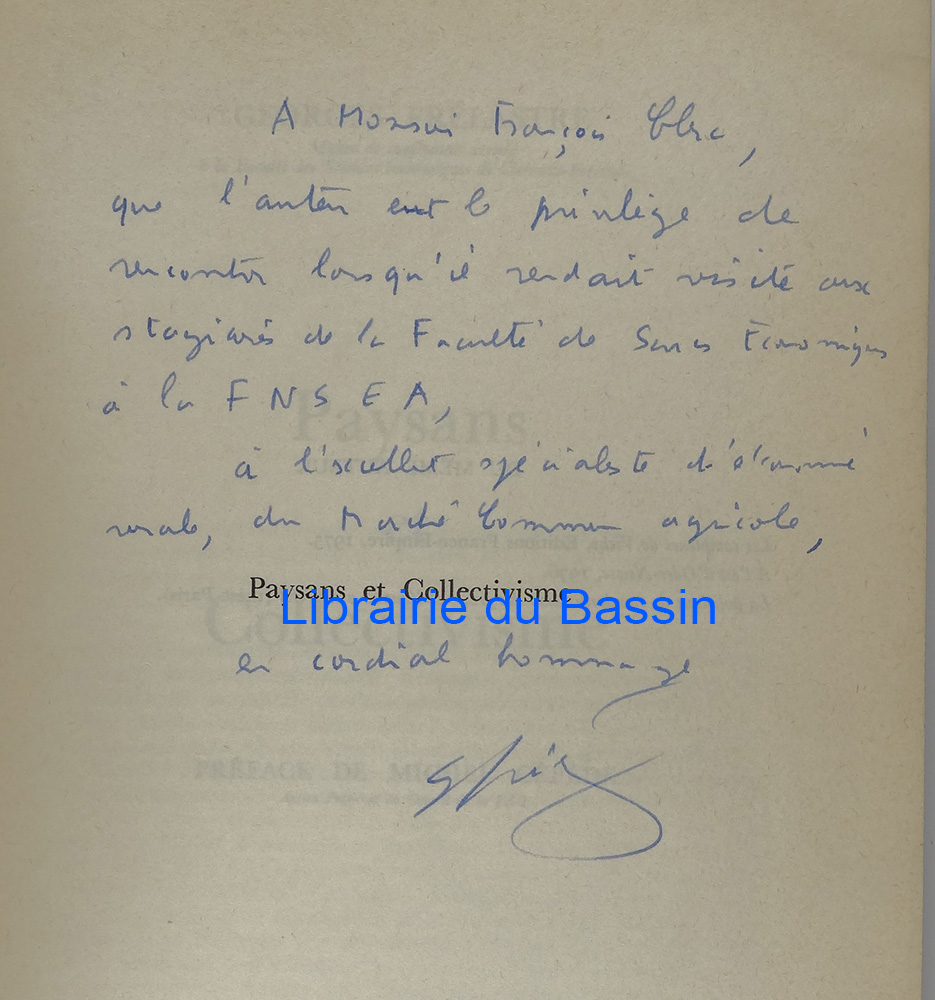 A Monsieur François Clerc,
que l'auteur eut le privilège de
rencontrer lorsqu'il rendait visite aux
stagiaires de la Faculté de Sciences Économiques
à la FNSEA,
à l'excellent spécialiste d'économie
rurale, du Marché Commun agricole,
Paysans et Collectivisme
Librairie du Bassin
en cordial hommage